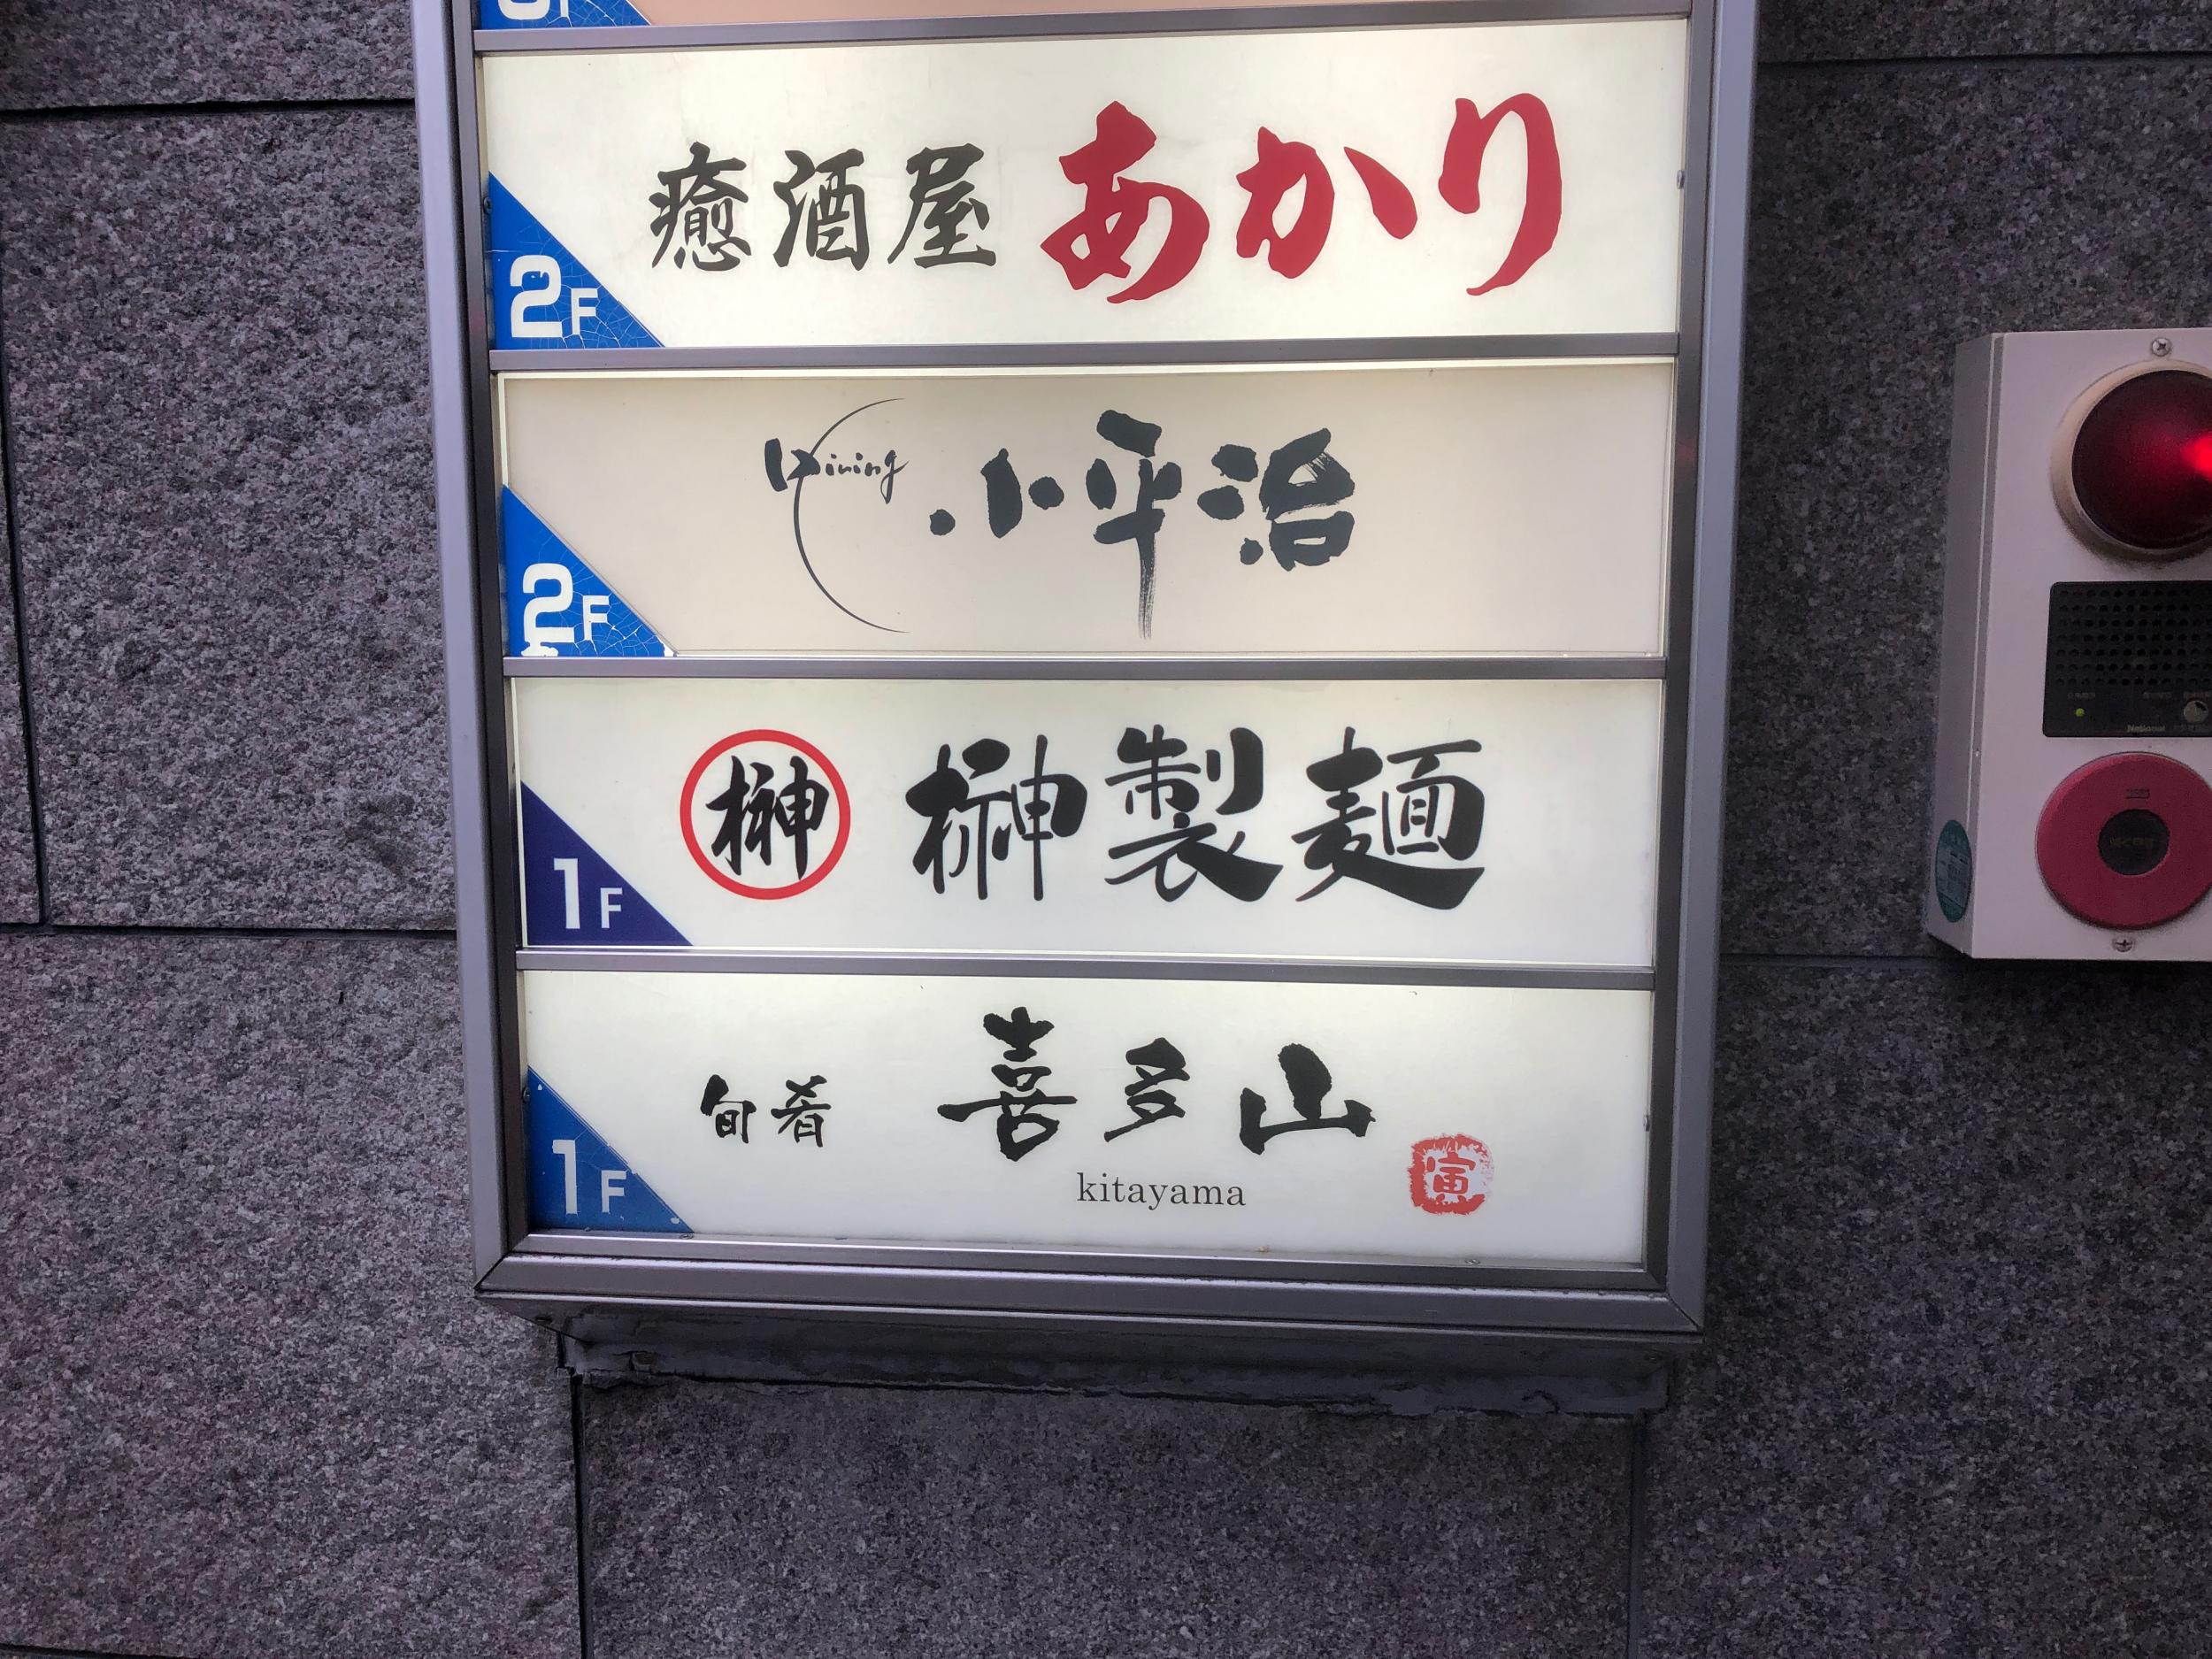 癒酒屋 あかり
2F
Dining 小平治
2F
榊 榊製麺
1F
旬肴 喜多山
kitayama
寅
1F